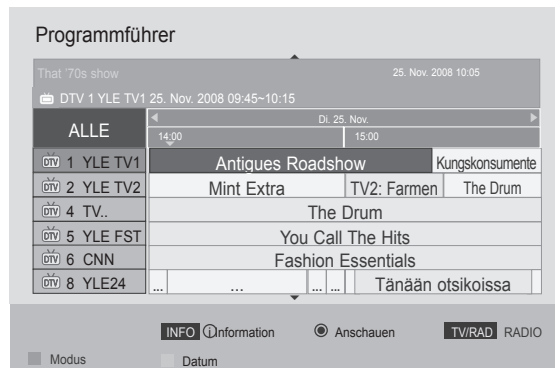 Programmführer
That '70s show 25. Nov. 2008 10:05
DTV 1 YLE TV1 25. Nov. 2008 09:45~10:15
ALLE
Di. 25. Nov.
14:00 15:00
DTV 1 YLE TV1 Antigues Roadshow Kungskonsumente
DTV 2 YLE TV2 Mint Extra TV2: Farmen The Drum
DTV 4 TV.. The Drum
DTV 5 YLE FST You Call The Hits
DTV 6 CNN Fashion Essentials
DTV 8 YLE24 ... ... ... ... Tänään otsikoissa
INFO ⓘInformation ◉ Anschauen TV/RAD RADIO
Modus Datum